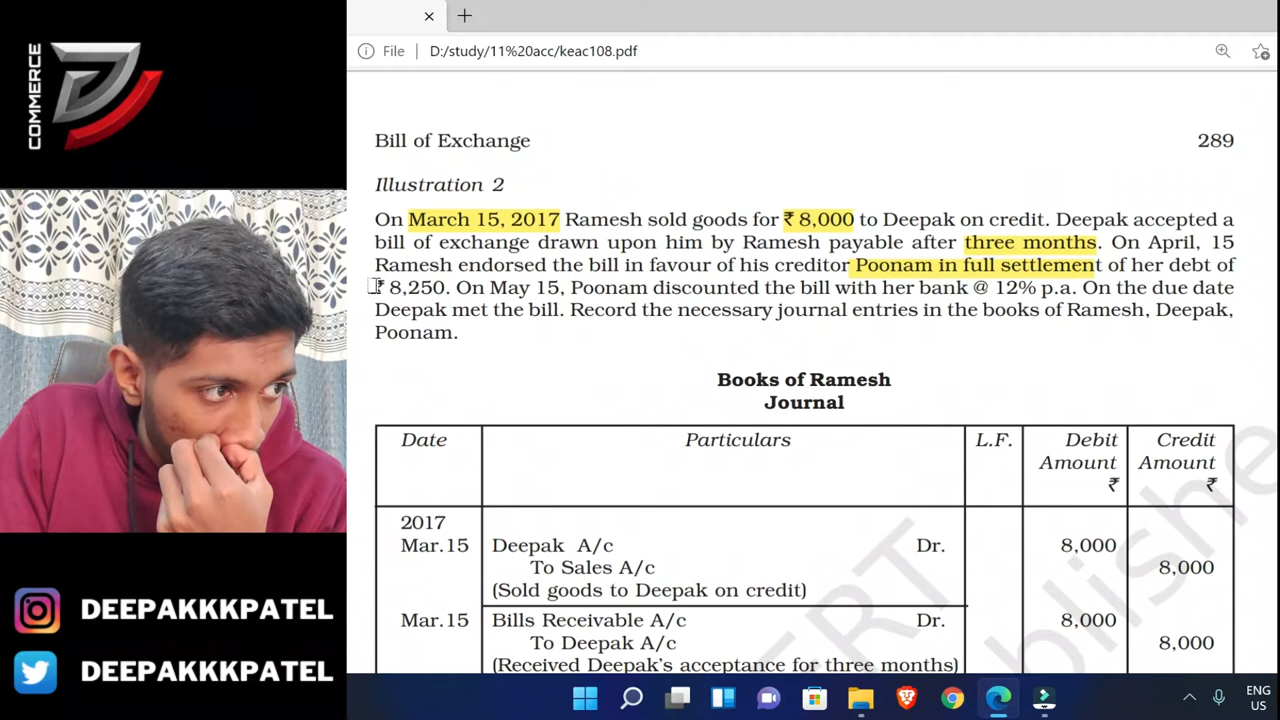 COMMERCE
File
D:/study/11%20acc/keac108.pdf
Bill of Exchange 289
Illustration 2
On March 15, 2017 Ramesh sold goods for ₹ 8,000 to Deepak on credit. Deepak accepted a
bill of exchange drawn upon him by Ramesh payable after three months. On April, 15
Ramesh endorsed the bill in favour of his creditor Poonam in full settlement of her debt of
₹ 8,250. On May 15, Poonam discounted the bill with her bank @ 12% p.a. On the due date
Deepak met the bill. Record the necessary journal entries in the books of Ramesh, Deepak,
Poonam.
Books of Ramesh
Journal
Date Particulars L.F. Debit Credit
Amount Amount
₹ ₹
2017
Mar.15 Deepak A/c Dr. 8,000
To Sales A/c 8,000
(Sold goods to Deepak on credit)
Mar.15 Bills Receivable A/c Dr. 8,000
To Deepak A/c 8,000
(Received Deepak's acceptance for three months)
DEEPAKKKPATEL
DEEPAKKKPATEL
ENG
US